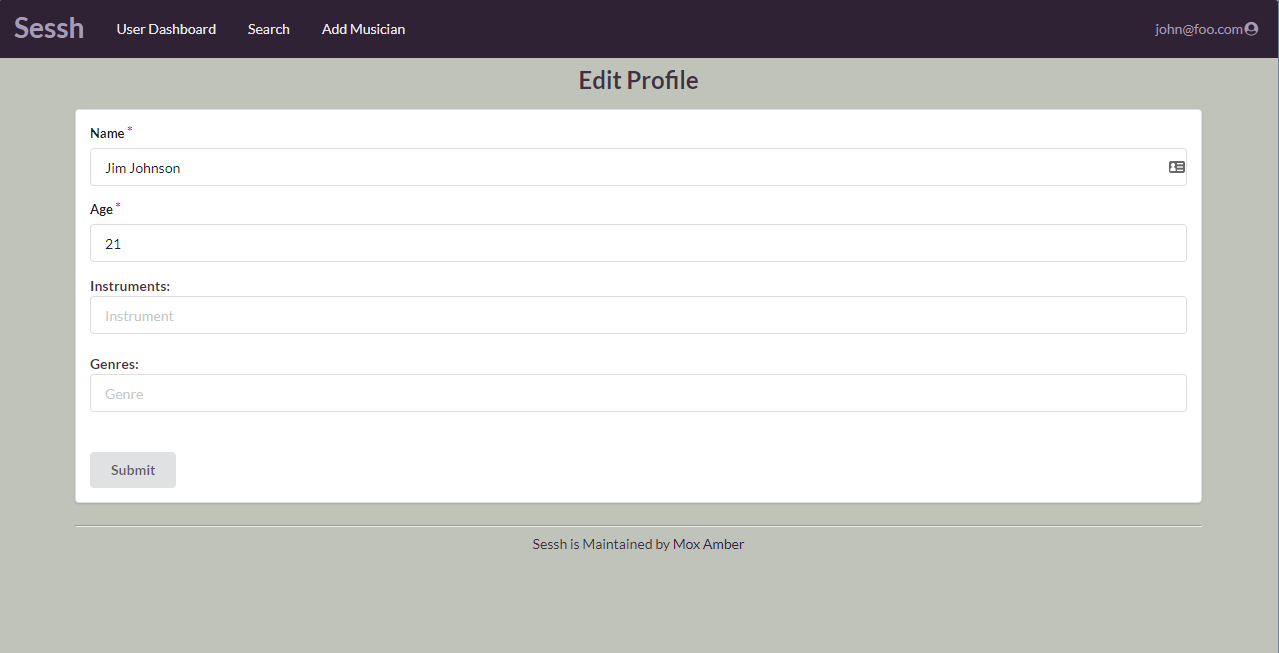 Sessh User Dashboard Search Add Musician john@foo.com
Edit Profile
Name *
Jim Johnson
Age *
21
Instruments:
Instrument
Genres:
Genre
Submit
Sessh is Maintained by Mox Amber